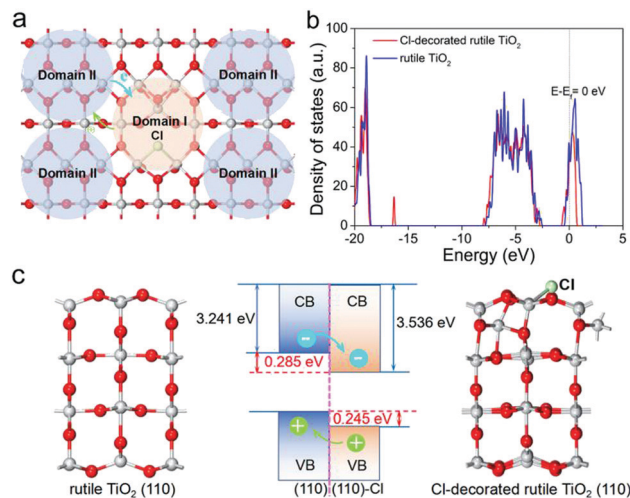 a
Domain II
Domain II
e
Domain I
Cl
Domain II
Domain II
b
Cl-decorated rutile TiO2
rutile TiO2
E-Ef= 0 eV
Density of states (a.u.)
80
60
40
20
0
-20
-15
-10
-5
0
5
Energy (eV)
c
Cl
CB
CB
3.241 eV
3.536 eV
0.285 eV
0.245 eV
VB
VB
rutile TiO2 (110)
(110)
(110)-Cl
Cl-decorated rutile TiO2 (110)